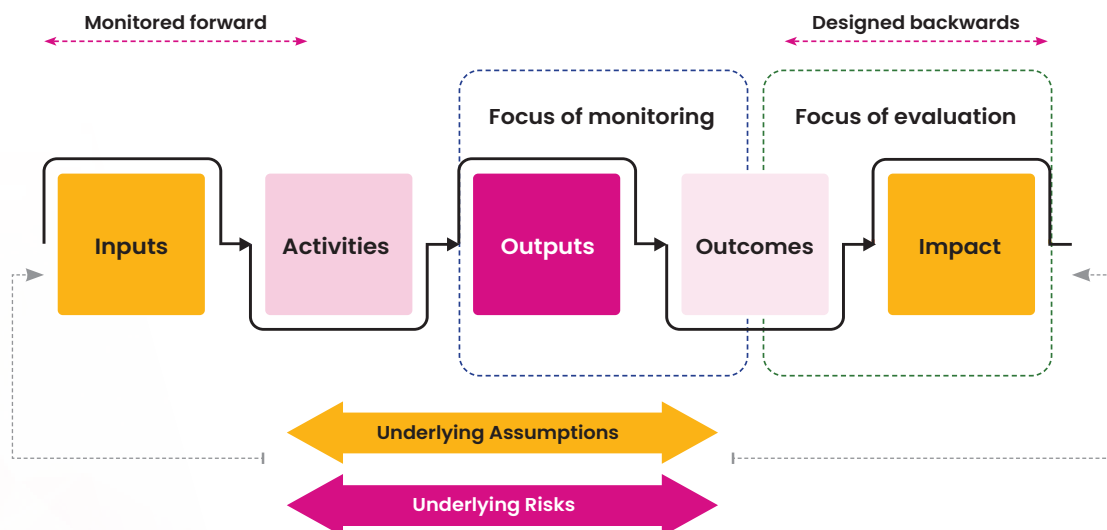 Monitored forward
Designed backwards
Focus of monitoring
Focus of evaluation
Inputs
Activities
Outputs
Outcomes
Impact
Underlying Assumptions
Underlying Risks